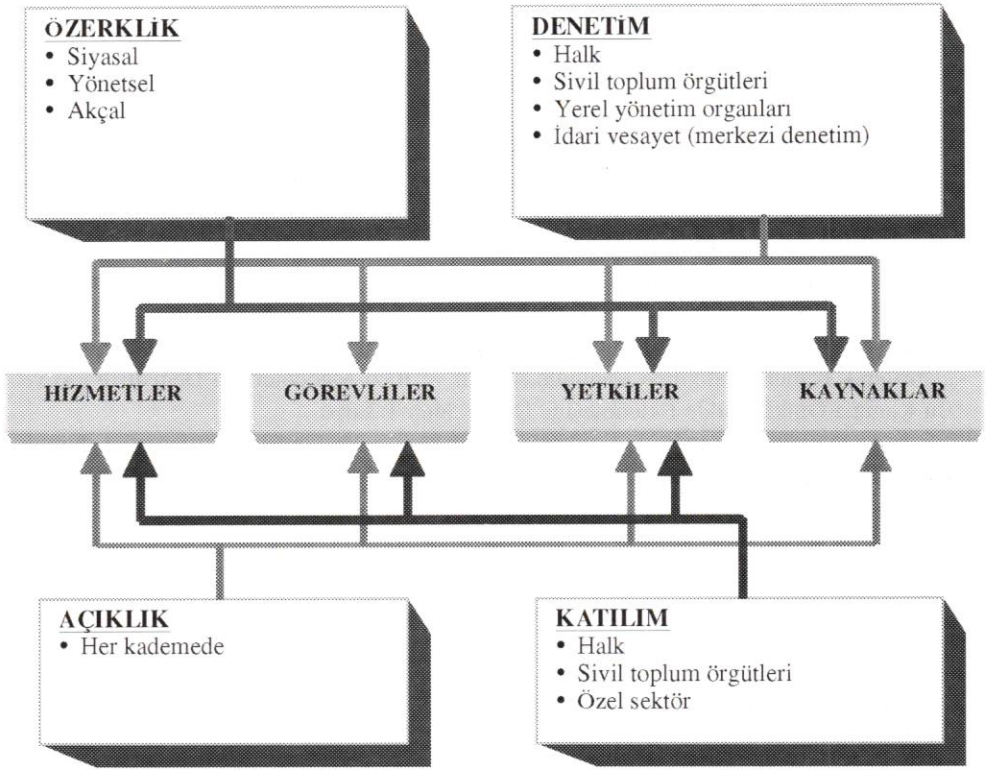 ÖZERKLİK
• Siyasal
• Yönetsel
• Akçal
DENETİM
• Halk
• Sivil toplum örgütleri
• Yerel yönetim organları
• İdari vesayet (merkezi denetim)
HİZMETLER
GÖREVLİLER
YETKİLER
KAYNAKLAR
AÇIKLIK
• Her kademede
KATILIM
• Halk
• Sivil toplum örgütleri
• Özel sektör